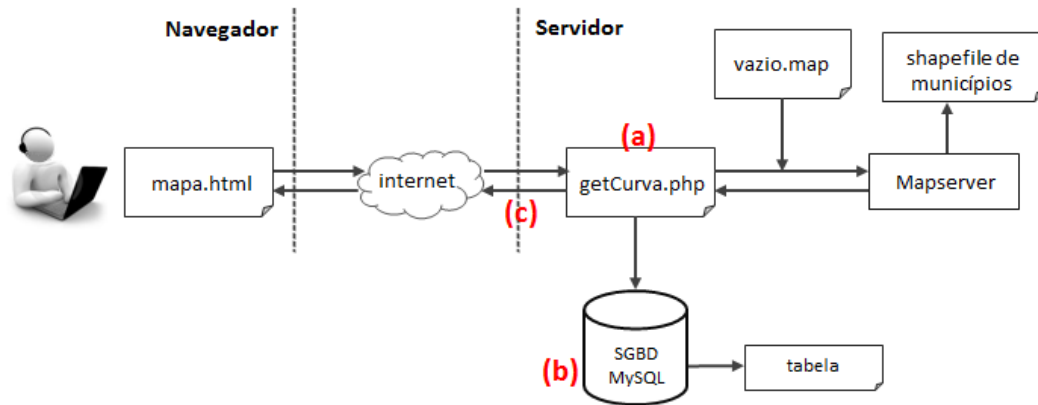 Navegador
Servidor
vazio.map
shapefile de
municípios
(a)
mapa.html
internet
getCurva.php
Mapserver
(c)
(b)
SGBD
MySQL
tabela